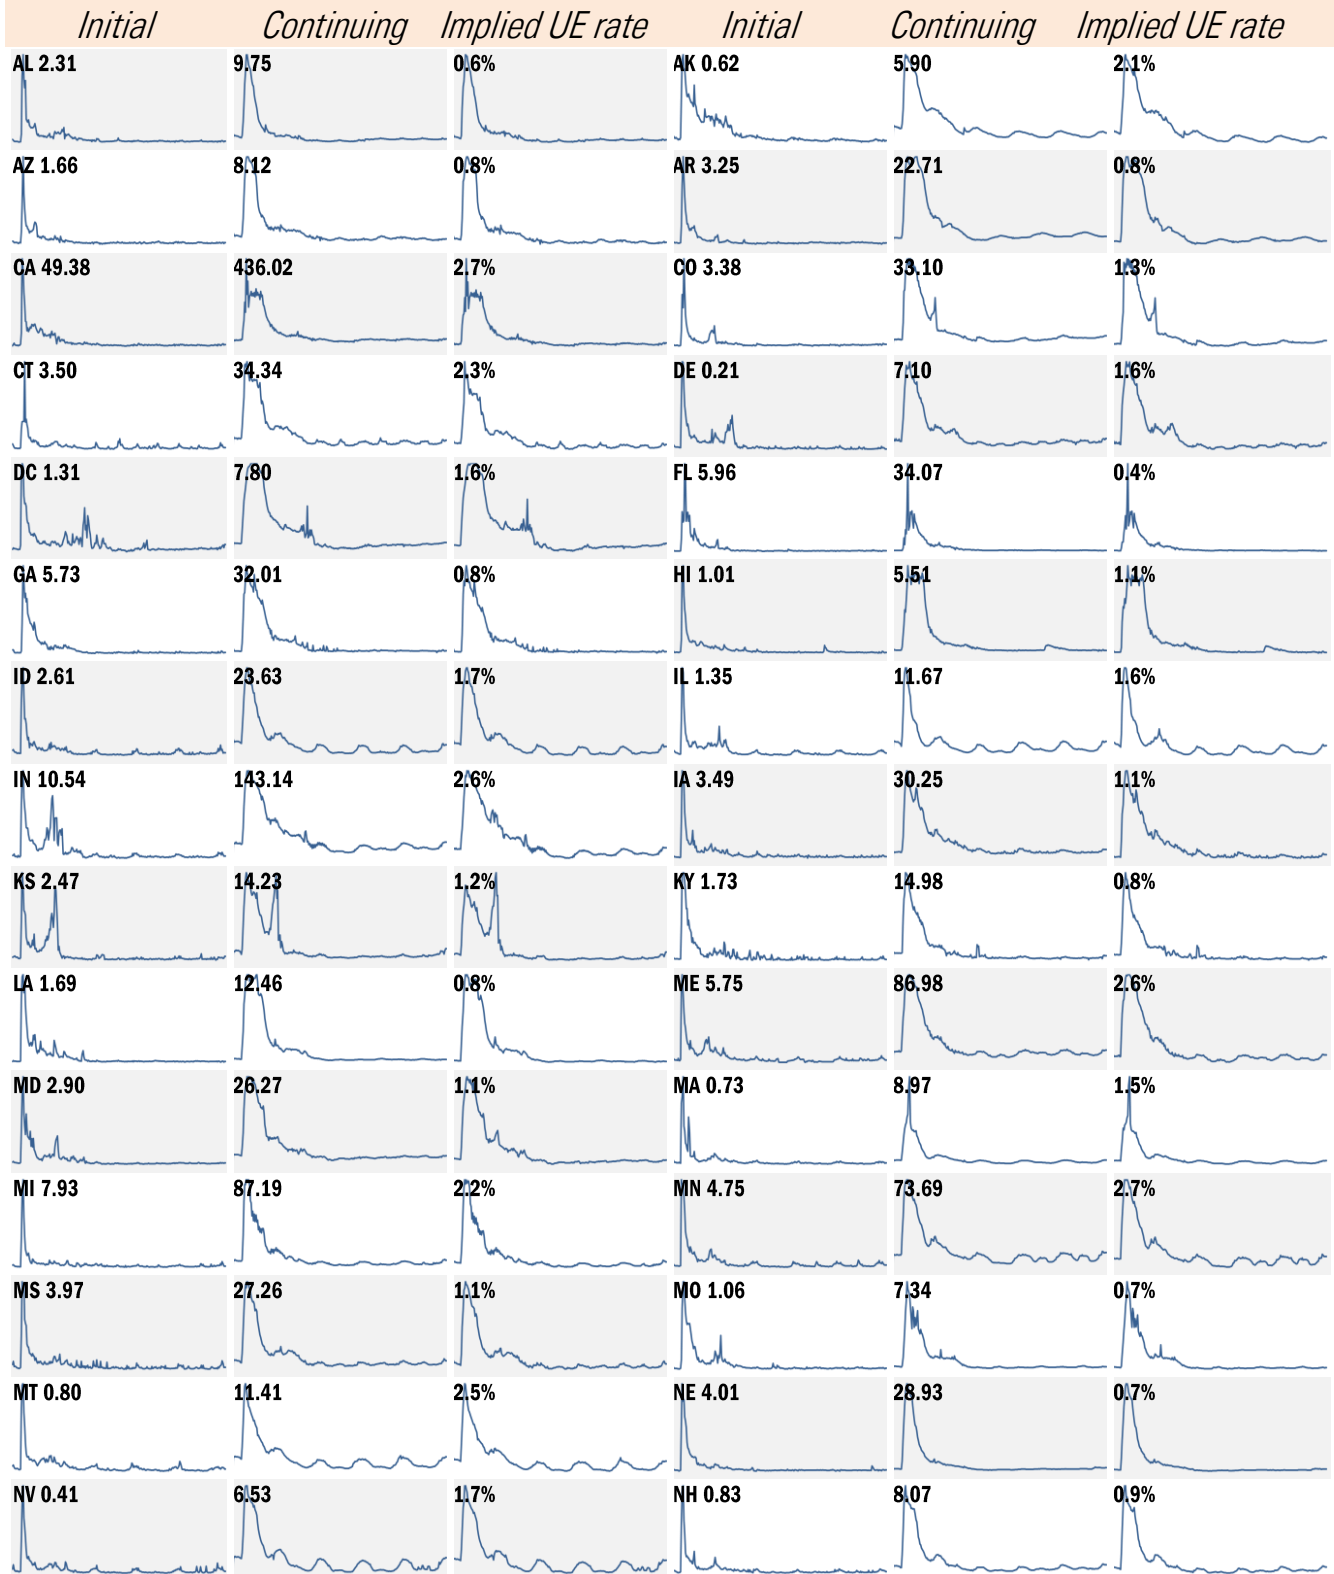 Initial Continuing Implied UE rate Initial Continuing Implied UE rate
AL 2.31 9.75 0.6% AK 0.62 5.90 2.1%
AZ 1.66 8.12 0.8% AR 3.25 22.71 0.8%
CA 49.38 436.02 2.7% CO 3.38 33.10 1.3%
CT 3.50 34.34 2.3% DE 0.21 7.10 1.6%
DC 1.31 7.80 1.6% FL 5.96 34.07 0.4%
GA 5.73 32.01 0.8% HI 1.01 5.51 1.1%
ID 2.61 23.63 1.7% IL 1.35 11.67 1.6%
IN 10.54 143.14 2.6% IA 3.49 30.25 1.1%
KS 2.47 14.23 1.2% KY 1.73 14.98 0.8%
LA 1.69 12.46 0.8% ME 5.75 86.98 2.6%
MD 2.90 26.27 1.1% MA 0.73 8.97 1.5%
MI 7.93 87.19 2.2% MN 4.75 73.69 2.7%
MS 3.97 27.26 1.1% MO 1.06 7.34 0.7%
MT 0.80 11.41 2.5% NE 4.01 28.93 0.7%
NV 0.41 6.53 1.7% NH 0.83 8.07 0.9%